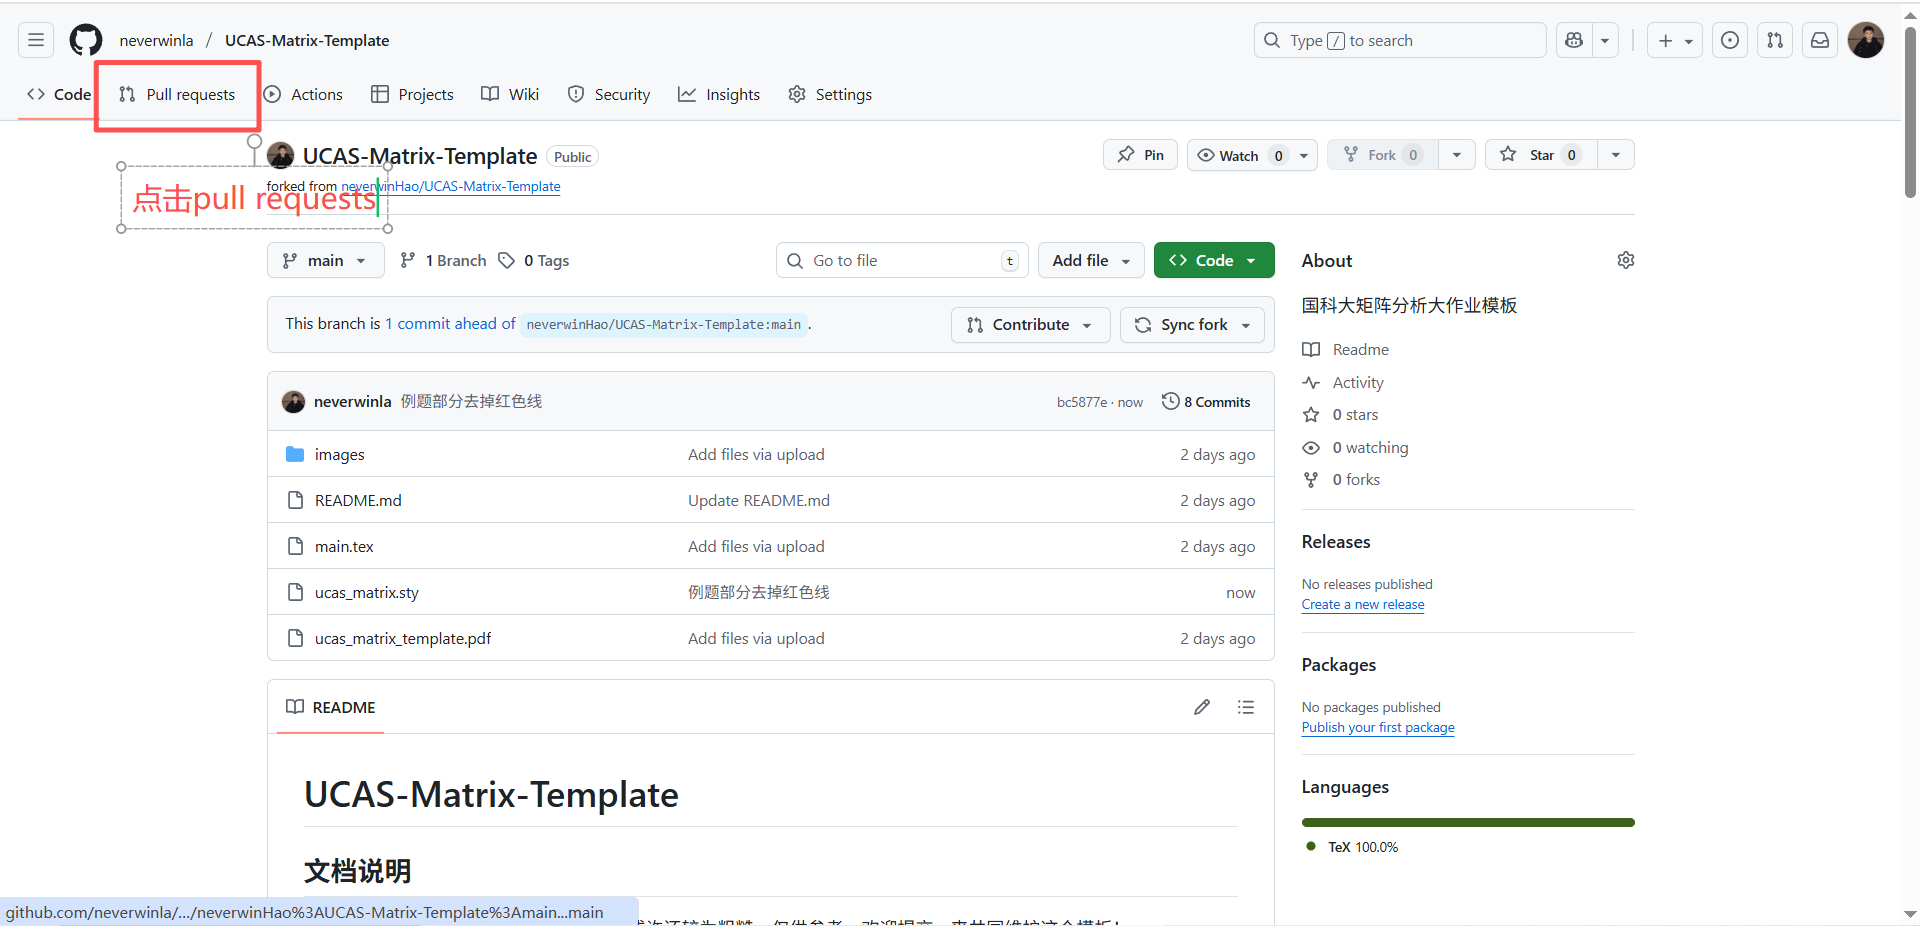 neverwinla / UCAS-Matrix-Template
Type / to search
Code
Pull requests
Actions
Projects
Wiki
Security
Insights
Settings
UCAS-Matrix-Template Public
Pin
Watch 0
Fork 0
Star 0
forked from neverwinHao/UCAS-Matrix-Template
点击pull requests
main
1 Branch
0 Tags
Go to file t
Add file
Code
About
国科大矩阵分析大作业模板
This branch is 1 commit ahead of neverwinHao/UCAS-Matrix-Template:main .
Contribute
Sync fork
Readme
Activity
0 stars
0 watching
0 forks
neverwinla 例题部分去掉红色线
bc5877e · now
8 Commits
images Add files via upload 2 days ago
README.md Update README.md 2 days ago
main.tex Add files via upload 2 days ago
ucas_matrix.sty 例题部分去掉红色线 now
ucas_matrix_template.pdf Add files via upload 2 days ago
Releases
No releases published
Create a new release
Packages
No packages published
Publish your first package
Languages
TeX 100.0%
README
UCAS-Matrix-Template
文档说明
github.com/neverwinla/.../neverwinHao%3AUCAS-Matrix-Template%3Amain...main